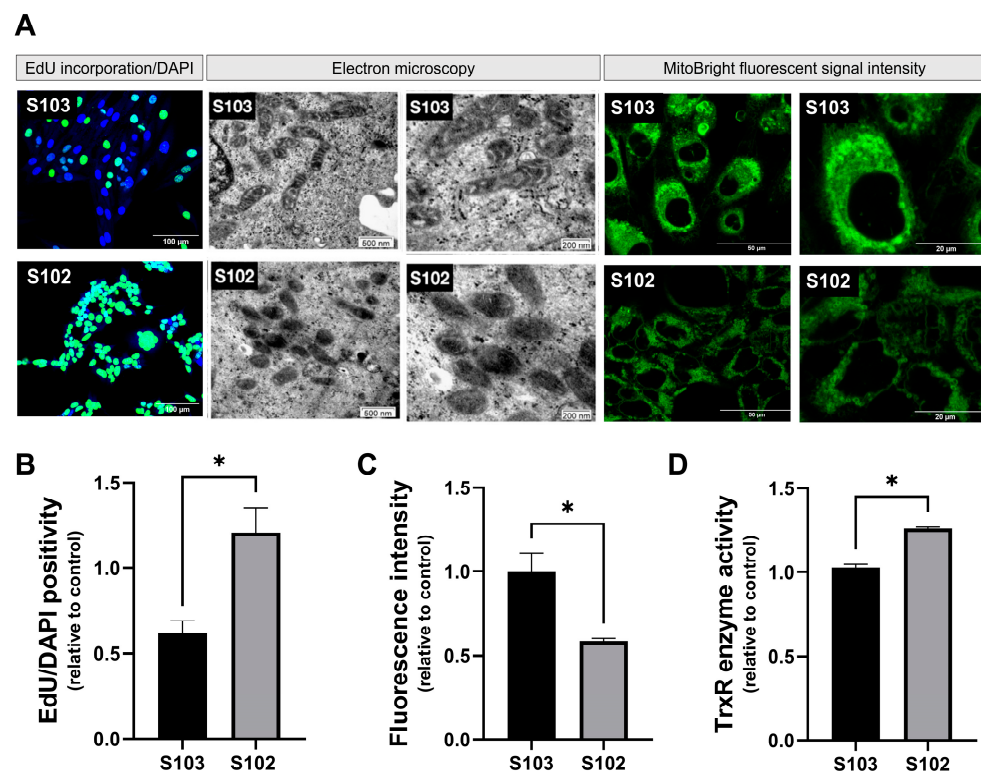 A
EdU incorporation/DAPI
Electron microscopy
MitoBright fluorescent signal intensity
S103
S103
S103
S103
S103
100 µm
500 nm
200 nm
50 µm
20 µm
S102
S102
S102
S102
S102
100 µm
500 nm
200 nm
50 µm
20 µm
B
EdU/DAPI positivity
(relative to control)
1.5
1.0
0.5
0.0
*
S103
S102
C
Fluorescence intensity
(relative to control)
1.5
1.0
0.5
0.0
*
S103
S102
D
TrxR enzyme activity
(relative to control)
1.5
1.0
0.5
0.0
*
S103
S102